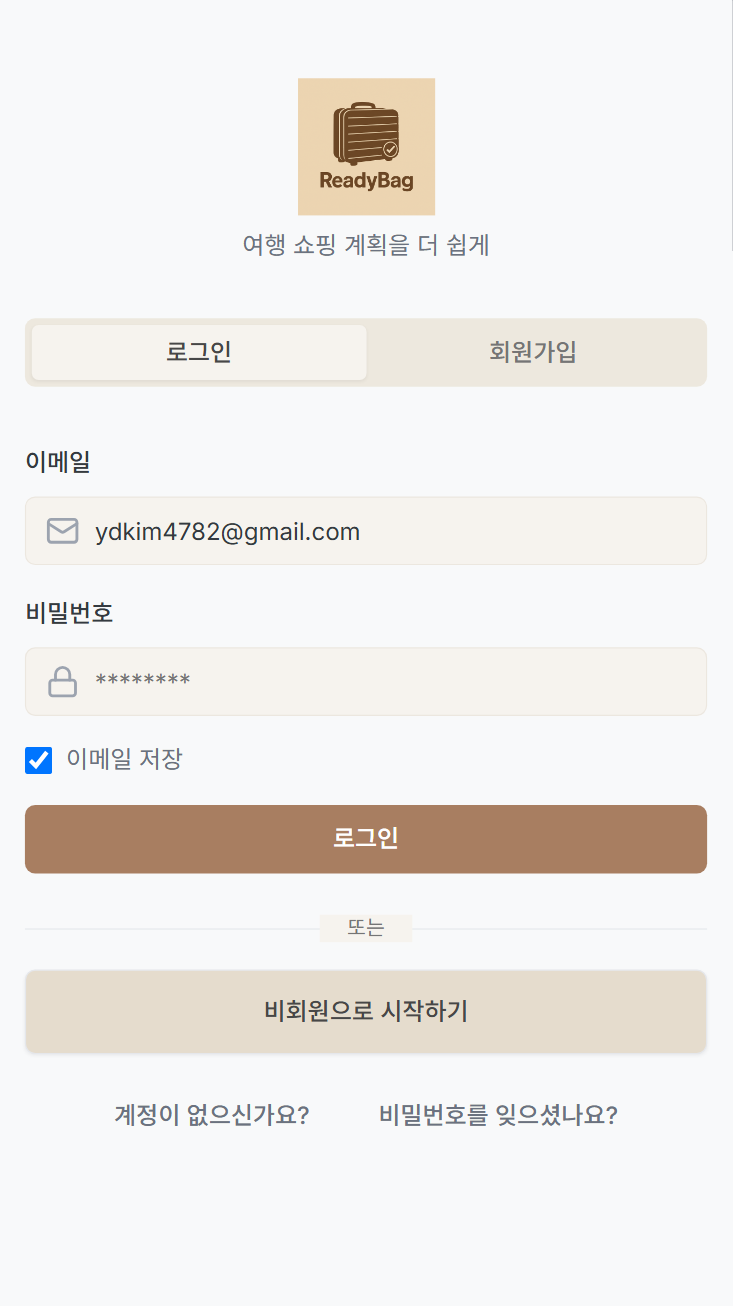 ReadyBag
여행 쇼핑 계획을 더 쉽게
로그인 회원가입
이메일
ydkim4782@gmail.com
비밀번호
********
이메일 저장
로그인
또는
비회원으로 시작하기
계정이 없으신가요? 비밀번호를 잊으셨나요?